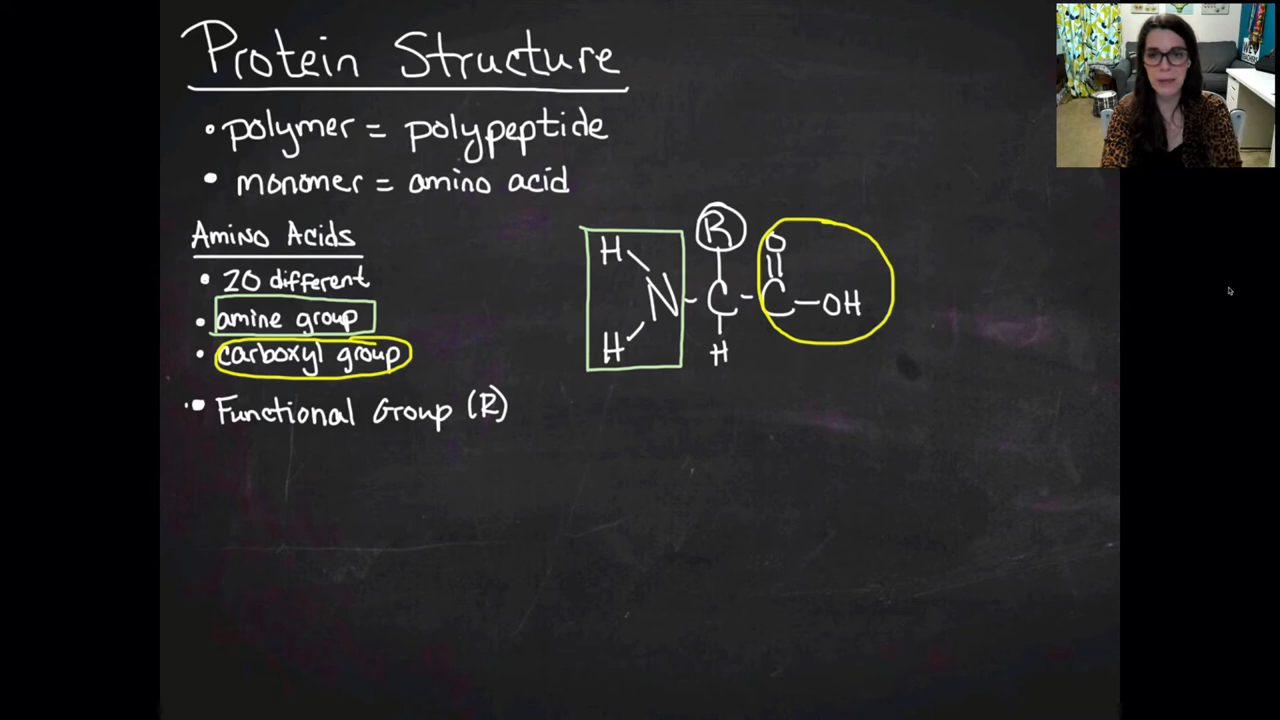 Protein Structure
• polymer = polypeptide
• monomer = amino acid
Amino Acids
• 20 different
• amine group
• carboxyl group
• Functional Group (R)
R
H O
N - C - C - OH
H H